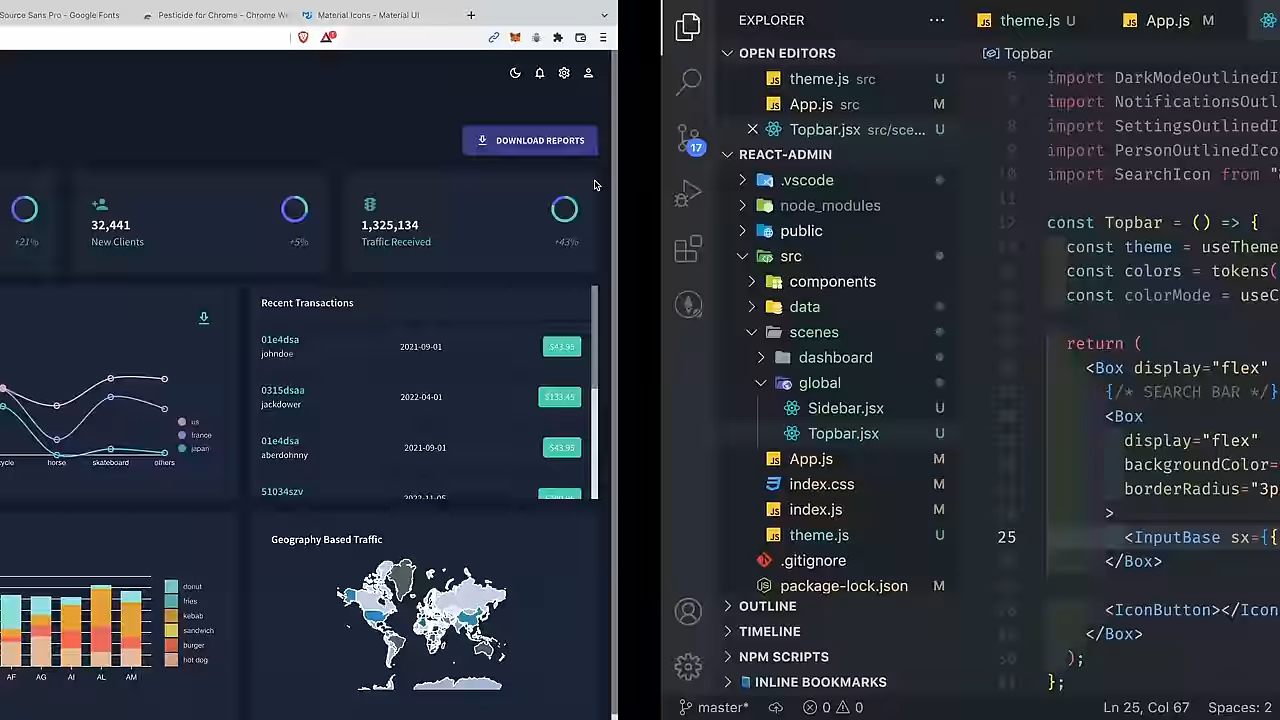 Source Sans Pro - Google Fonts
Pesticide for Chrome - Chrome We
Material Icons - Material UI
DOWNLOAD REPORTS
+21%
32,441
New Clients
+5%
1,325,134
Traffic Received
+43%
us
france
japan
cycle
horse
skateboard
others
Recent Transactions
01e4dsa
johndoe
2021-09-01
$43.95
0315dsaa
jackdower
2022-04-01
$133.45
01e4dsa
aberdohnny
2021-09-01
$43.95
51034szv
2022-11-05
donut
fries
kebab
sandwich
burger
hot dog
AF
AG
AI
AL
AM
Geography Based Traffic
EXPLORER
OPEN EDITORS
theme.js src U
App.js src M
Topbar.jsx src/sce... U
REACT-ADMIN
.vscode
node_modules
public
src
components
data
scenes
dashboard
global
Sidebar.jsx U
Topbar.jsx U
App.js M
index.css M
index.js M
theme.js U
.gitignore
package-lock.json M
OUTLINE
TIMELINE
NPM SCRIPTS
INLINE BOOKMARKS
17
master*
0 0
theme.js U
App.js M
Topbar
import DarkModeOutlinedI
import NotificationsOutl
8 import SettingsOutlinedI
import PersonOutlinedIco
10 import SearchIcon from "
11
12 const Topbar = () => {
const theme = useTheme
const colors = tokens(
const colorMode = useC
return (
<Box display="flex"
{/* SEARCH BAR */}
<Box
display="flex"
backgroundColor=
borderRadius="3p
>
25 <InputBase sx={{
</Box>
<IconButton></Icon
</Box>
);
};
Ln 25, Col 67 Spaces: 2